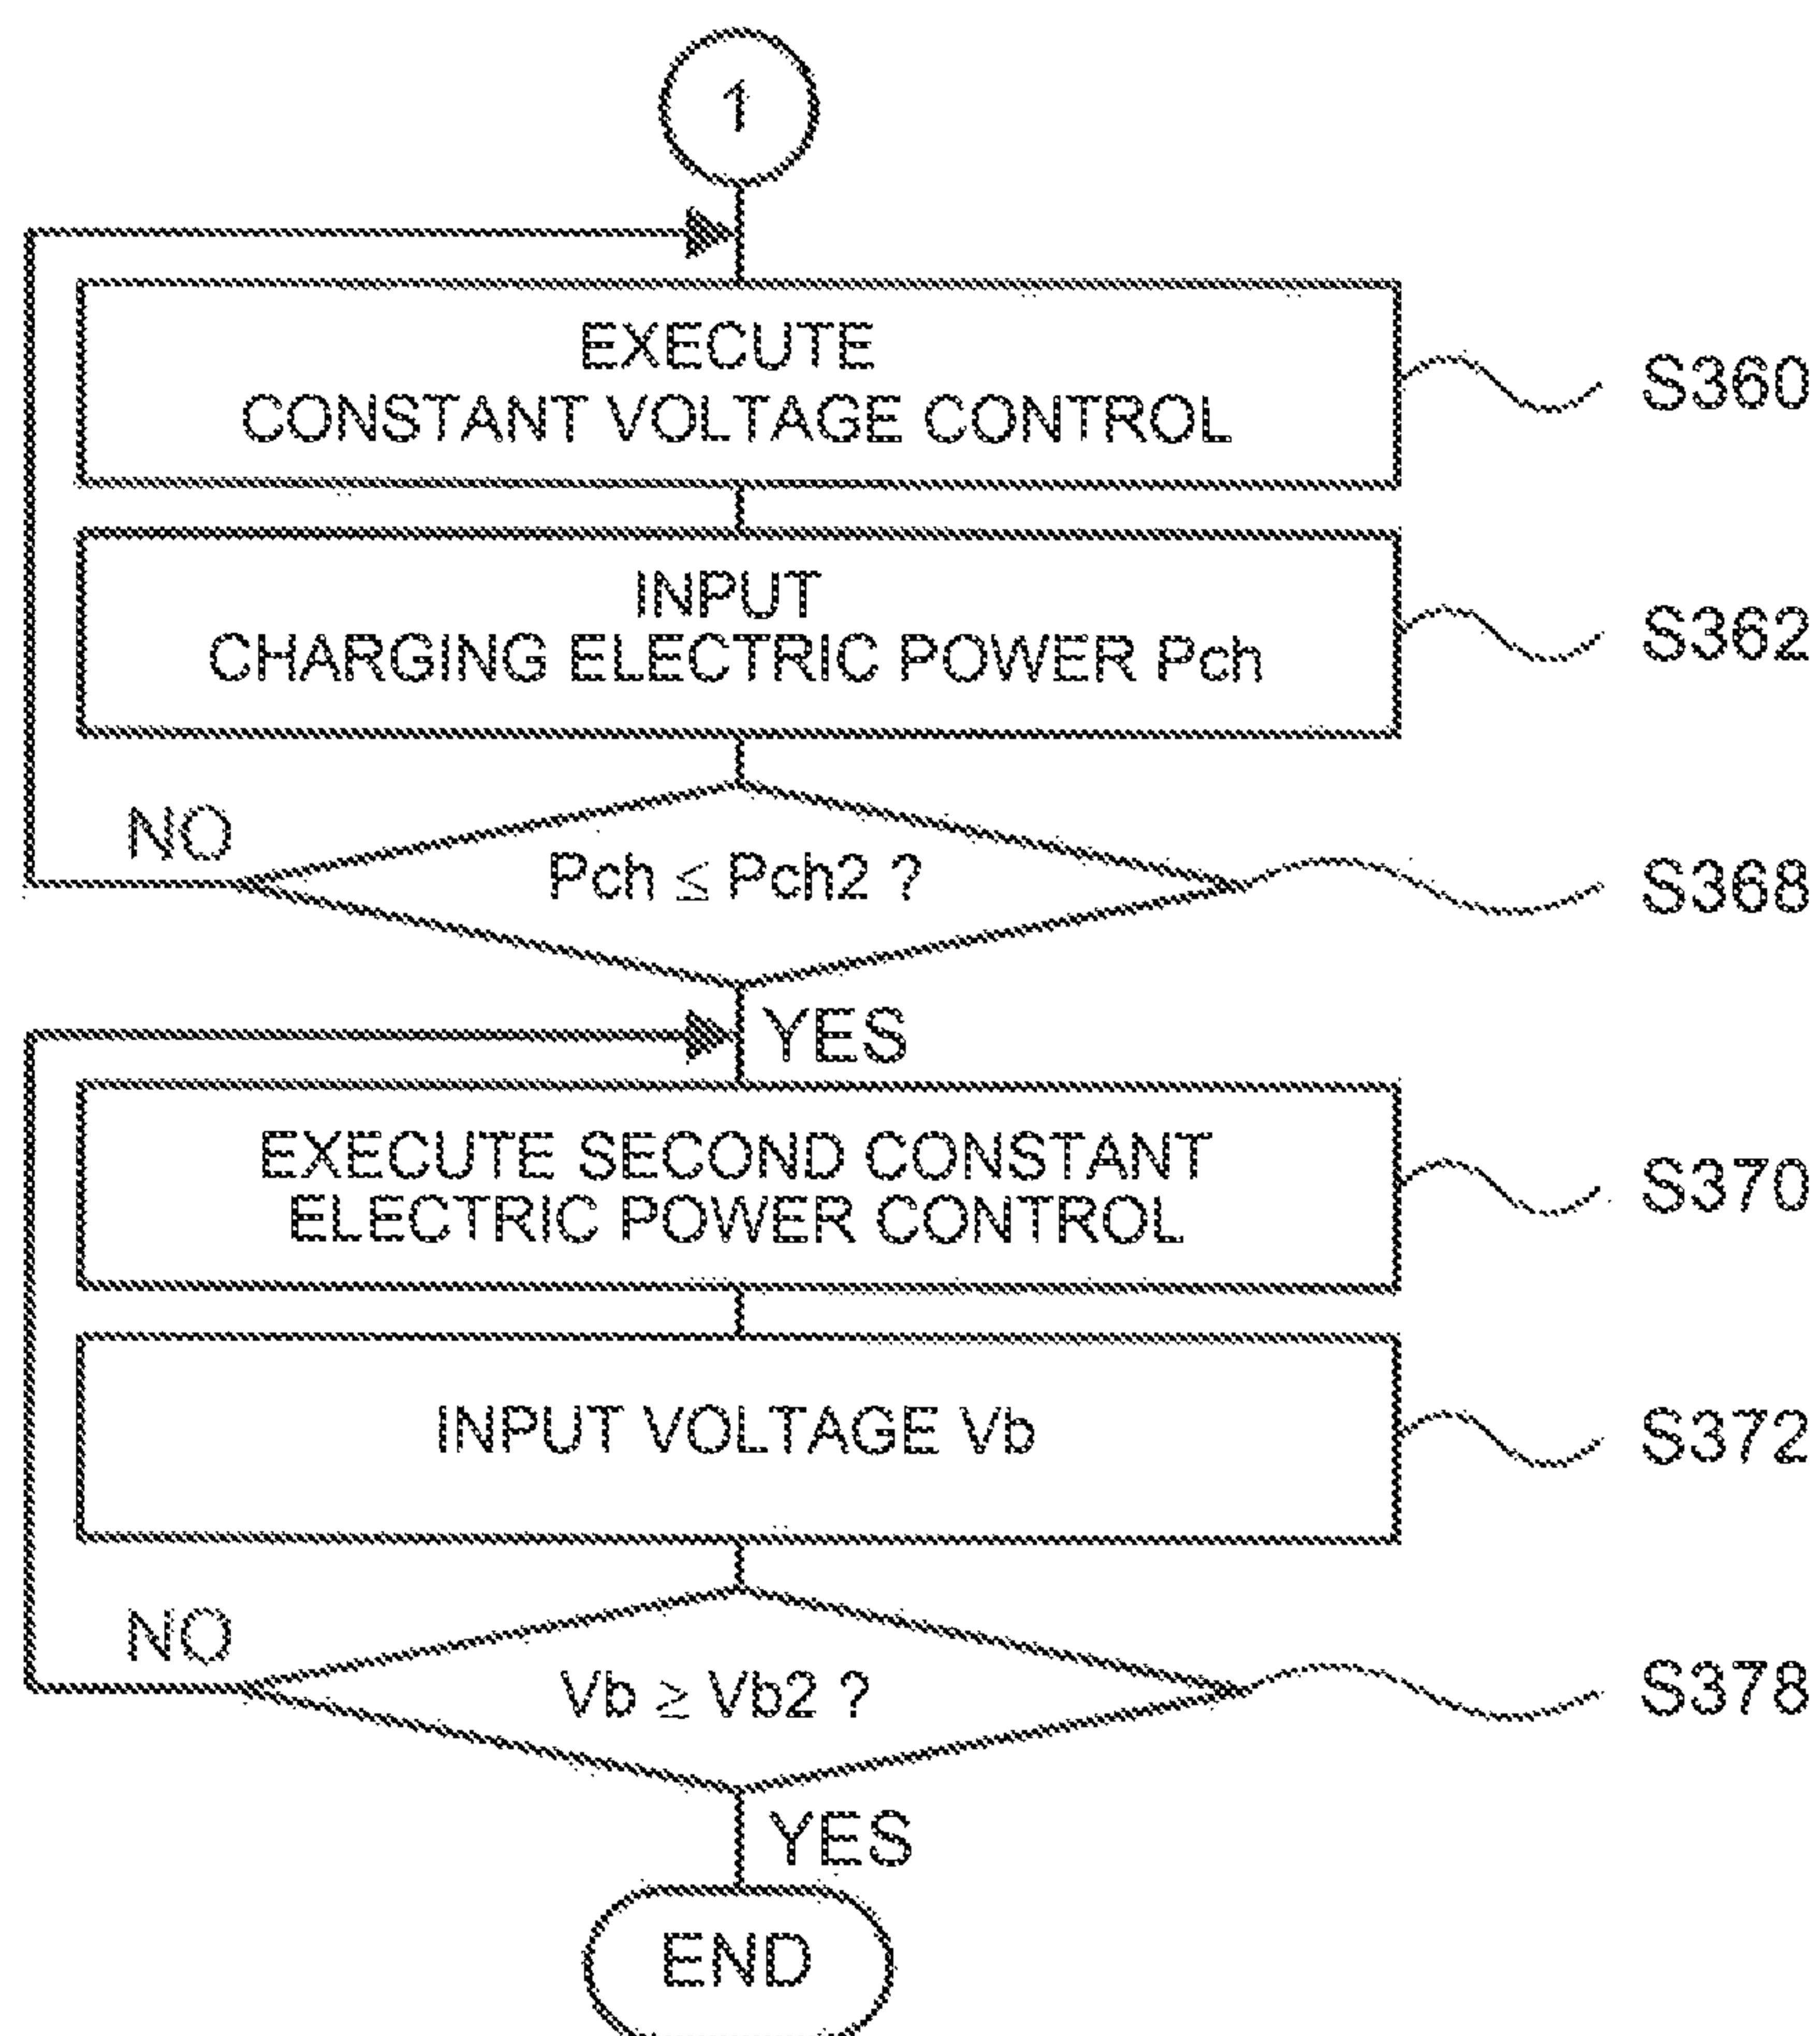 1
EXECUTE
CONSTANT VOLTAGE CONTROL
S360
INPUT
CHARGING ELECTRIC POWER Pch
S362
NO
Pch ≤ Pch2 ?
S368
YES
EXECUTE SECOND CONSTANT
ELECTRIC POWER CONTROL
S370
INPUT VOLTAGE Vb
S372
NO
Vb ≥ Vb2 ?
S378
YES
END